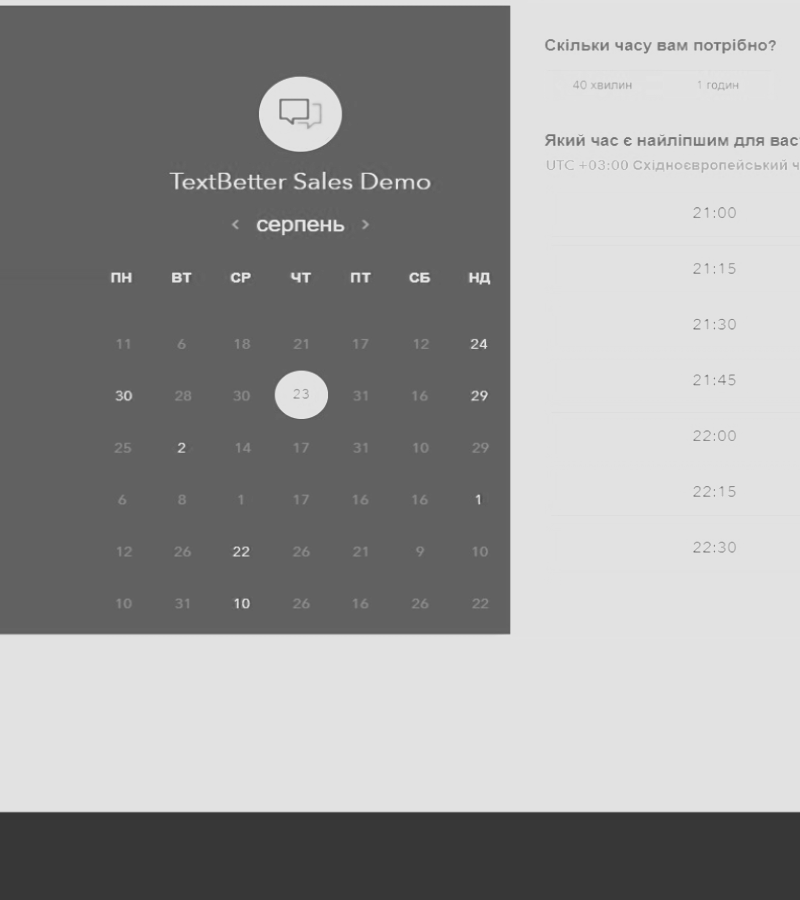 TextBetter Sales Demo
‹ серпень ›
ПН ВТ СР ЧТ ПТ СБ НД
11 6 18 21 17 12 24
30 28 30 23 31 16 29
25 2 14 17 31 10 29
6 8 1 17 16 16 1
12 26 22 26 21 9 10
10 31 10 26 16 26 22
Скільки часу вам потрібно?
40 хвилин 1 годин
Який час є найліпшим для вас
UTC +03:00 Східноєвропейський ч
21:00
21:15
21:30
21:45
22:00
22:15
22:30